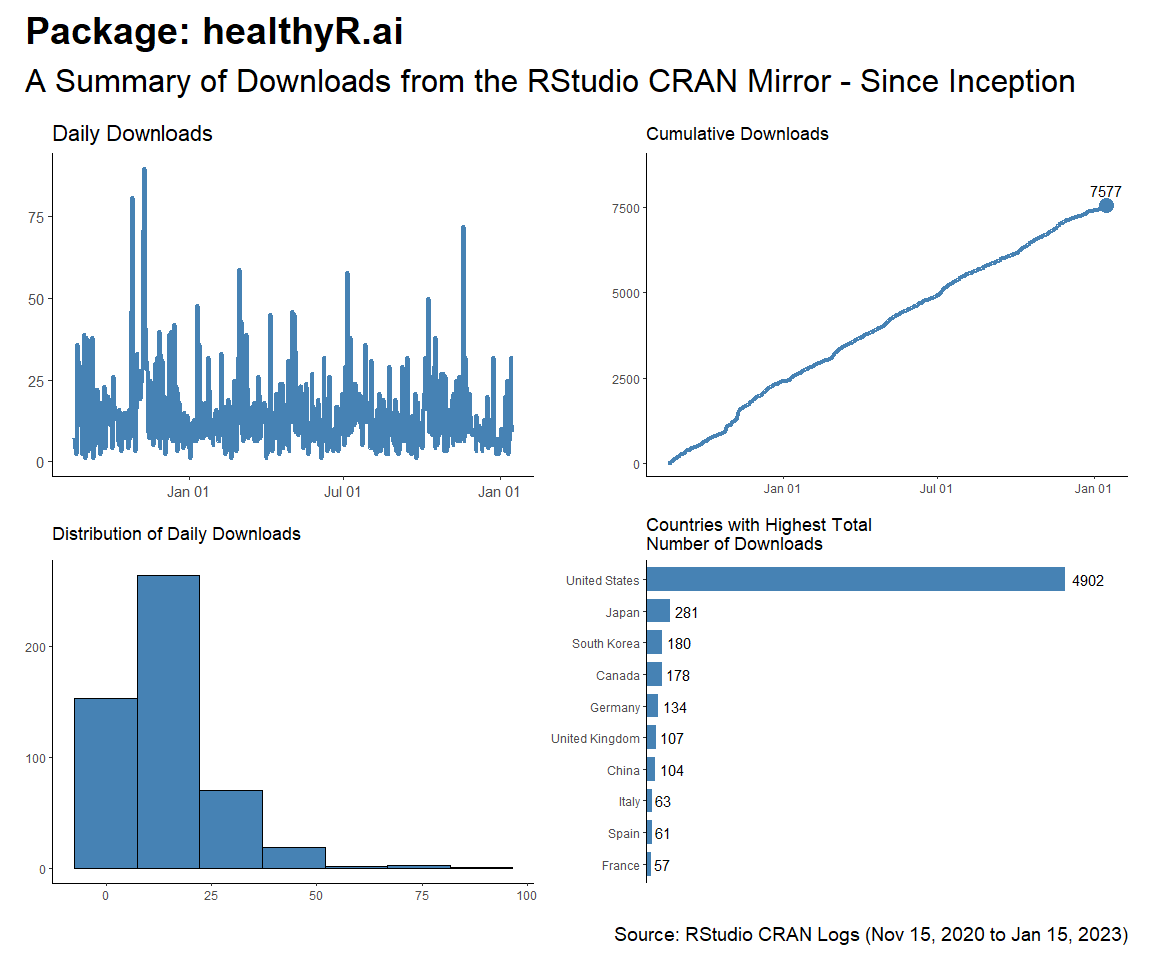 Package: healthyR.ai
A Summary of Downloads from the RStudio CRAN Mirror - Since Inception
Daily Downloads
75
50
25
0
Jan 01
Jul 01
Jan 01
Cumulative Downloads
7577
7500
5000
2500
0
Jan 01
Jul 01
Jan 01
Distribution of Daily Downloads
200
100
0
0
25
50
75
100
Countries with Highest Total
Number of Downloads
United States 4902
Japan 281
South Korea 180
Canada 178
Germany 134
United Kingdom 107
China 104
Italy 63
Spain 61
France 57
Source: RStudio CRAN Logs (Nov 15, 2020 to Jan 15, 2023)